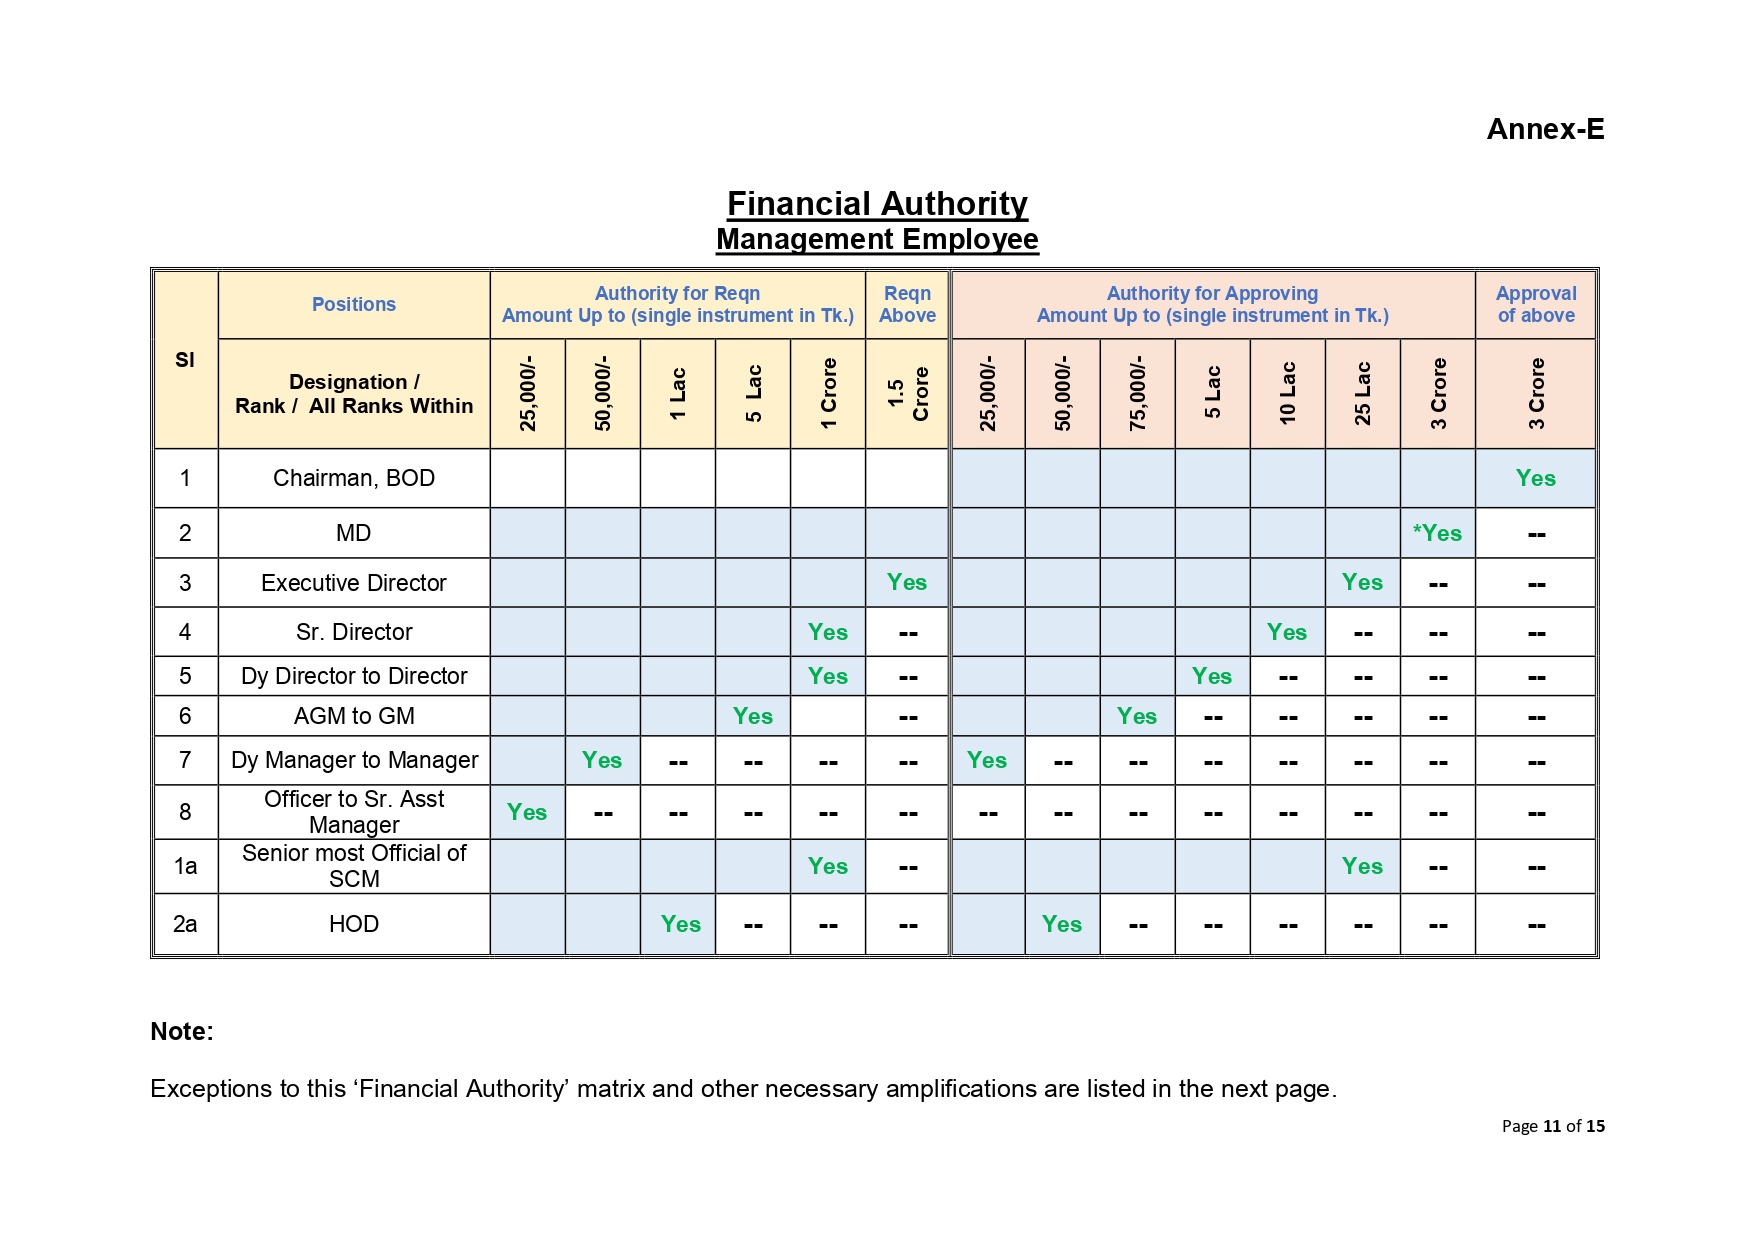 Annex-E
Financial Authority
Management Employee
Sl
Positions
Authority for Reqn
Amount Up to (single instrument in Tk.)
Reqn
Above
Authority for Approving
Amount Up to (single instrument in Tk.)
Approval
of above
Designation /
Rank / All Ranks Within
25,000/-
50,000/-
1 Lac
5 Lac
1 Crore
1.5
Crore
25,000/-
50,000/-
75,000/-
5 Lac
10 Lac
25 Lac
3 Crore
3 Crore
1 Chairman, BOD Yes
2 MD *Yes --
3 Executive Director Yes Yes -- --
4 Sr. Director Yes -- Yes -- -- --
5 Dy Director to Director Yes -- Yes -- -- -- --
6 AGM to GM Yes -- Yes -- -- -- -- --
7 Dy Manager to Manager Yes -- -- -- -- Yes -- -- -- -- -- -- --
8 Officer to Sr. Asst
Manager Yes -- -- -- -- -- -- -- -- -- -- -- -- --
1a Senior most Official of
SCM Yes -- Yes -- --
2a HOD Yes -- -- -- Yes -- -- -- -- -- --
Note:
Exceptions to this ‘Financial Authority’ matrix and other necessary amplifications are listed in the next page.
Page 11 of 15